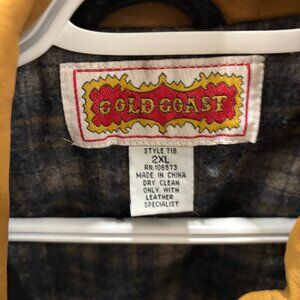 GOLD COAST
STYLE 718
2XL
RN:106573
MADE IN CHINA
DRY CLEAN
ONLY WITH
LEATHER
SPECIALIST